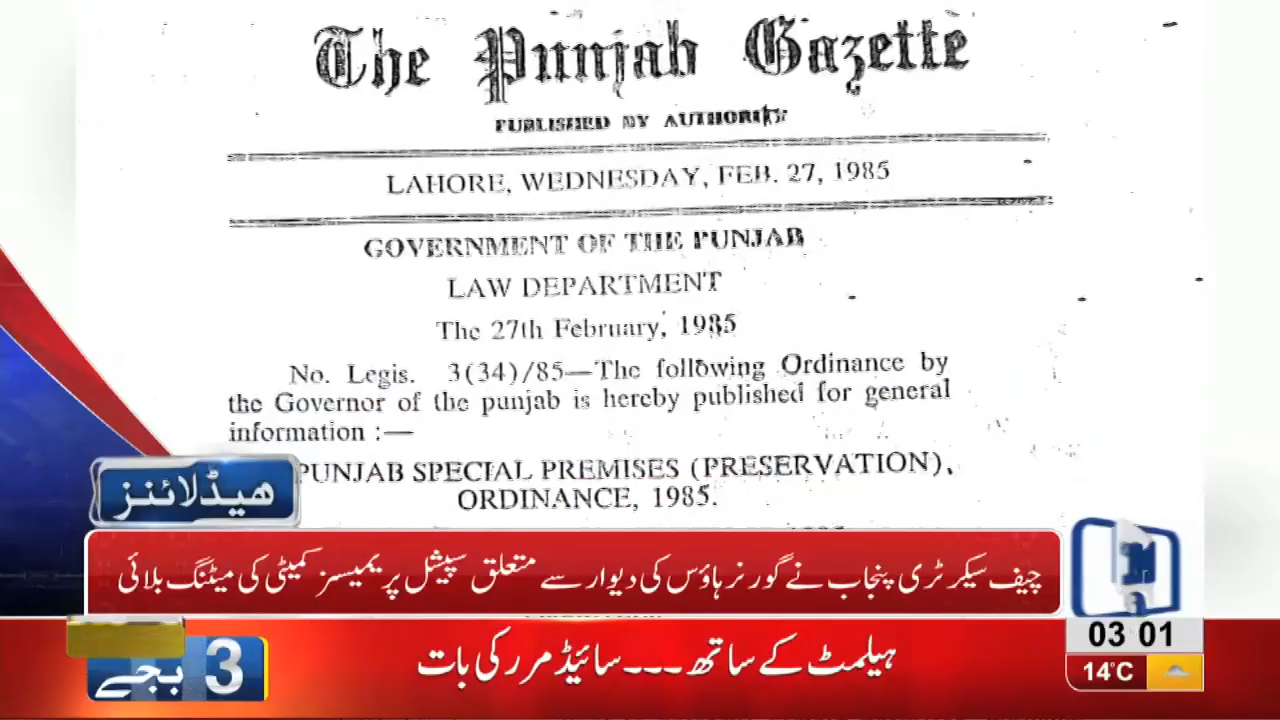 The Punjab Gazette
PUBLISHED BY AUTHORITY
LAHORE, WEDNESDAY, FEB. 27, 1985
GOVERNMENT OF THE PUNJAB
LAW DEPARTMENT
The 27th February, 1985
No. Legis. 3(34)/85—The following Ordinance by
the Governor of the punjab is hereby published for general
information :—
PUNJAB SPECIAL PREMISES (PRESERVATION),
ORDINANCE, 1985.
ھیڈلائنز
چیف سیکرٹری پنجاب نے گورنر ہاؤس کی دیوار سے متعلق سپیشل پریمیسز کمیٹی کی میٹنگ بلائی
03 01
ہیلمٹ کے ساتھ ۔۔۔ سائیڈ مرر کی بات
3 بجے
14°C